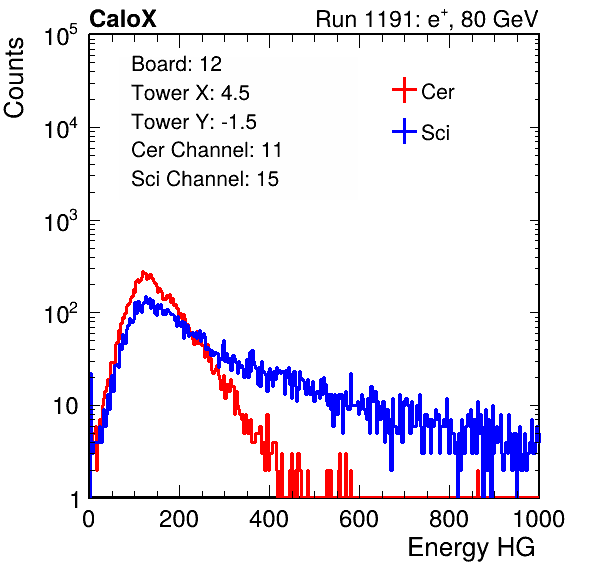 CaloX Run 1191: e⁺, 80 GeV
Counts
10⁵
10⁴
10³
10²
10
1
Board: 12
Tower X: 4.5
Tower Y: -1.5
Cer Channel: 11
Sci Channel: 15
Cer
Sci
0 200 400 600 800 1000
Energy HG